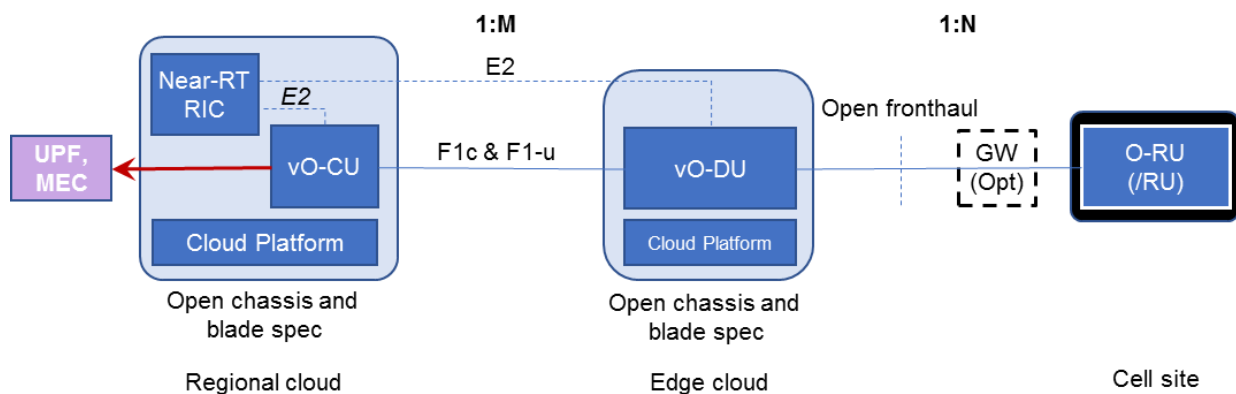 1:M
1:N
Near-RT
RIC
E2
E2
vO-CU
UPF,
MEC
F1c & F1-u
vO-DU
Open fronthaul
GW
(Opt)
O-RU
(/RU)
Cloud Platform
Cloud Platform
Open chassis and
blade spec
Open chassis and
blade spec
Regional cloud
Edge cloud
Cell site